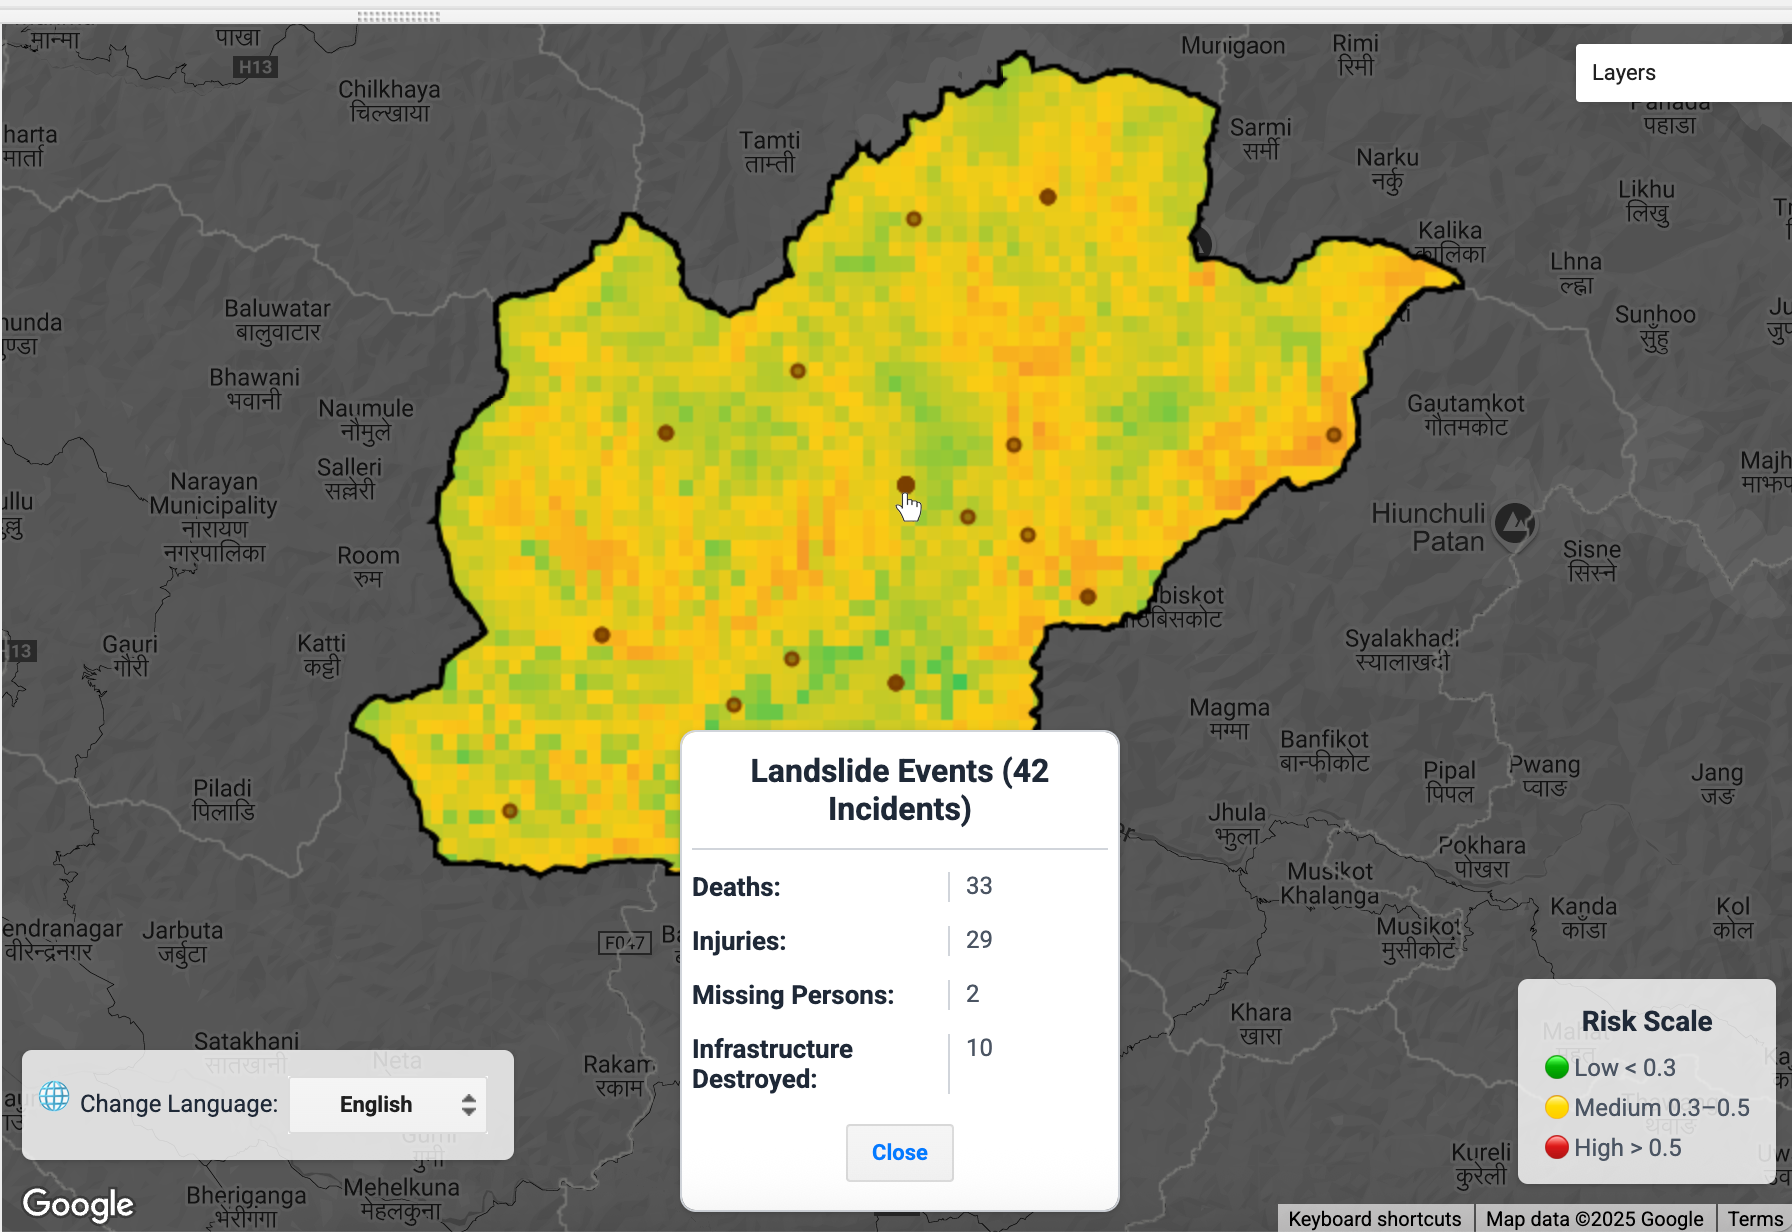 मान्मा
पाखा
H13
Chilkhaya
चिल्खाया
Munigaon
Rimi
रिमी
Layers
पहाडा
harta
मार्ता
Tamti
ताम्ती
Sarmi
सर्मी
Narku
नर्कु
Likhu
लिखु
Kalika
कालिका
Lhna
ल्ह्ना
Baluwatar
बालुवाटार
Sunhoo
सुँहु
Bhawani
भवानी
Naumule
नौमुले
Gautamkot
गौतमकोट
Salleri
सल्लेरी
Narayan
Municipality
नारायण
नगरपालिका
Hiunchuli
Patan
Room
रुम
Sisne
सिस्ने
biskot
ठबिसकोट
13
Gauri
गौरी
Katti
कट्टी
Syalakhadi
स्यालाखदी
Magma
मग्मा
Banfikot
बान्फीकोट
Pipal
पिपल
Pwang
प्वाङ
Jang
जङ
Piladi
पिलाडि
Jhula
झुला
Pokhara
पोखरा
Musikot
Khalanga
Musikot
मुसीकोट
Kanda
काँडा
Kol
कोल
endranagar
वीरेन्द्रनगर
Jarbuta
जर्बुटा
F047
Landslide Events (42
Incidents)
Deaths: 33
Injuries: 29
Missing Persons: 2
Infrastructure
Destroyed: 10
Close
Khara
खारा
Satakhani
सातखानी
Neta
Rakam
रकाम
Change Language: English
Gumi
गुमी
Risk Scale
Low < 0.3
Medium 0.3–0.5
High > 0.5
Kureli
कुरेली
Google
Bheriganga
भेरीगंगा
Mehelkuna
मेहलकुना
Keyboard shortcuts
Map data ©2025 Google
Terms